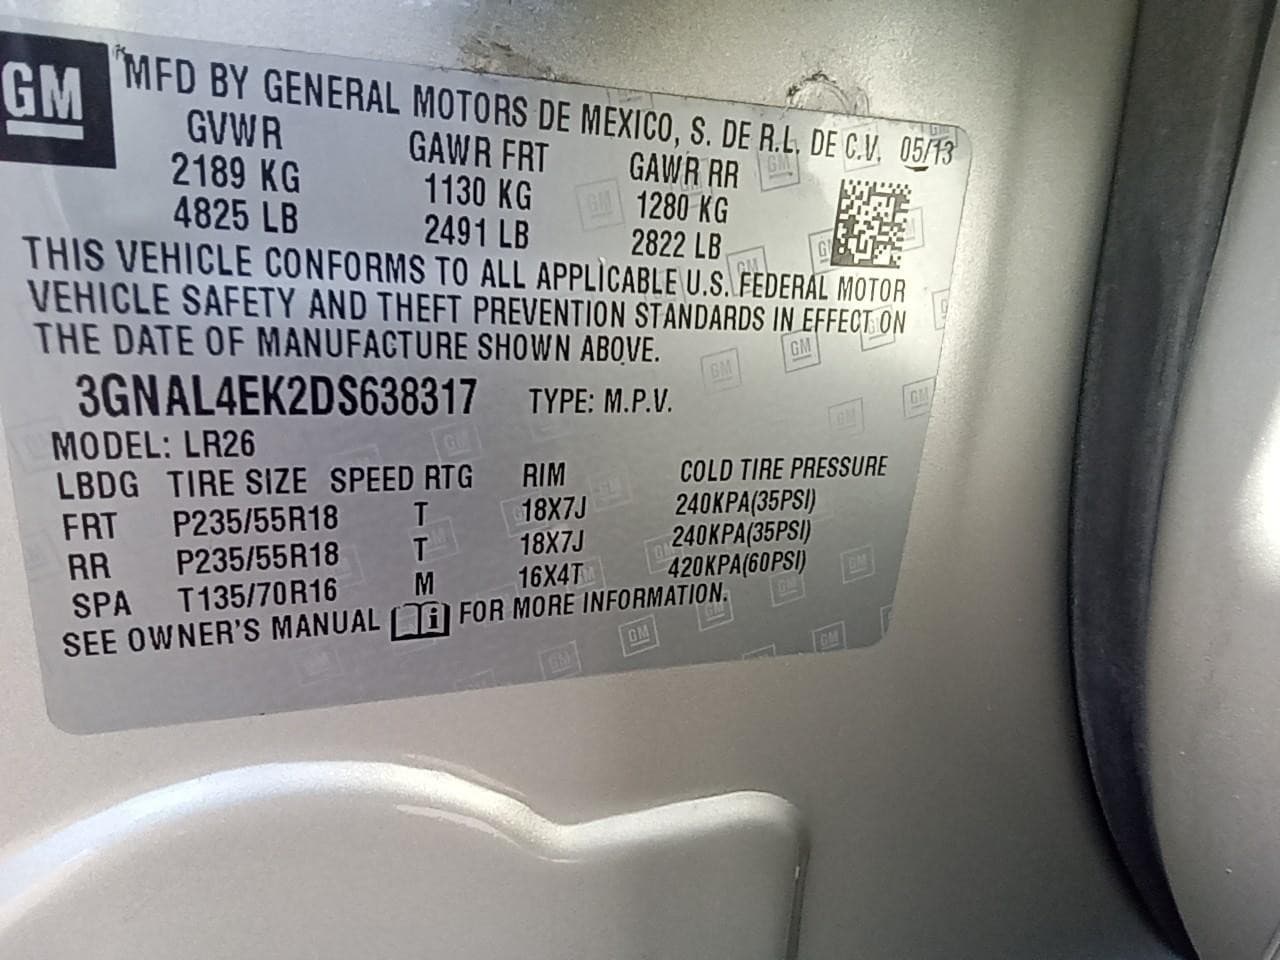 GM
MFD BY GENERAL MOTORS DE MEXICO, S. DE R.L. DE C.V. 05/13
GVWR GAWR FRT GAWR RR
2189 KG 1130 KG 1280 KG
4825 LB 2491 LB 2822 LB
THIS VEHICLE CONFORMS TO ALL APPLICABLE U.S. FEDERAL MOTOR
VEHICLE SAFETY AND THEFT PREVENTION STANDARDS IN EFFECT ON
THE DATE OF MANUFACTURE SHOWN ABOVE.
3GNAL4EK2DS638317 TYPE: M.P.V.
MODEL: LR26
LBDG TIRE SIZE SPEED RTG RIM COLD TIRE PRESSURE
FRT P235/55R18 T 18X7J 240KPA(35PSI)
RR P235/55R18 T 18X7J 240KPA(35PSI)
SPA T135/70R16 M 16X4T 420KPA(60PSI)
SEE OWNER'S MANUAL i FOR MORE INFORMATION.